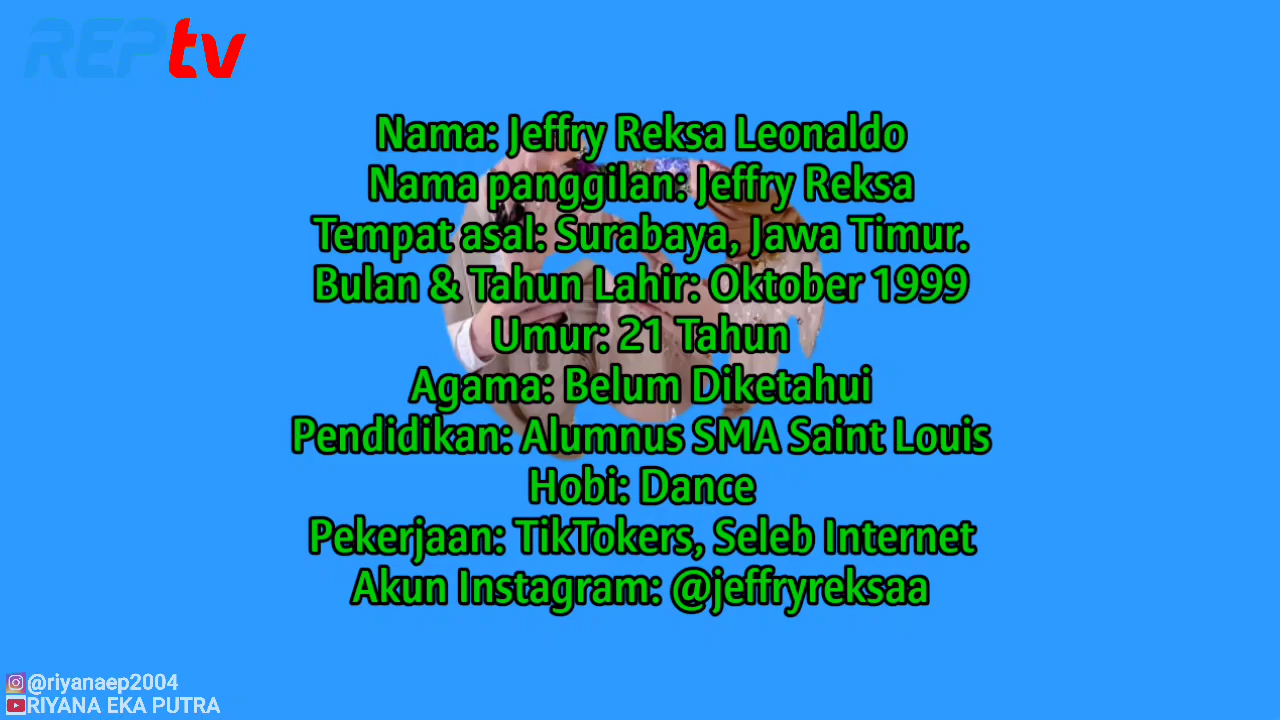 REPtv
Nama: Jeffry Reksa Leonaldo
Nama panggilan: Jeffry Reksa
Tempat asal: Surabaya, Jawa Timur.
Bulan & Tahun Lahir: Oktober 1999
Umur: 21 Tahun
Agama: Belum Diketahui
Pendidikan: Alumnus SMA Saint Louis
Hobi: Dance
Pekerjaan: TikTokers, Seleb Internet
Akun Instagram: @jeffryreksaa
@riyanaep2004
RIYANA EKA PUTRA